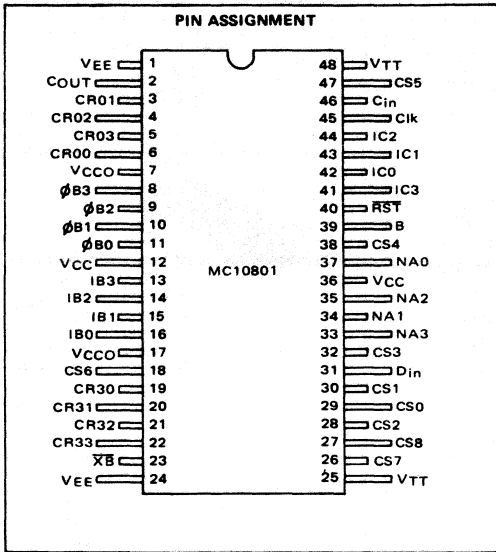 PIN ASSIGNMENT
VEE 1 48 VTT
COUT 2 47 CS5
CR01 3 46 Cin
CR02 4 45 Clk
CR03 5 44 IC2
CR00 6 43 IC1
VCCO 7 42 IC0
ØB3 8 41 IC3
ØB2 9 40 R̅S̅T̅
ØB1 10 39 B
ØB0 11 38 CS4
VCC 12 MC10801 37 NA0
IB3 13 36 VCC
IB2 14 35 NA2
IB1 15 34 NA1
IB0 16 33 NA3
VCCO 17 32 CS3
CS6 18 31 Din
CR30 19 30 CS1
CR31 20 29 CS0
CR32 21 28 CS2
CR33 22 27 CS8
X̅B̅ 23 26 CS7
VEE 24 25 VTT